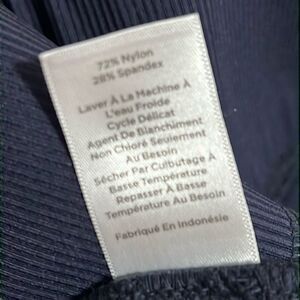 72% Nylon
28% Spandex
Laver À La Machine À
L'eau Froide
Cycle Délicat
Agent De Blanchiment
Non Chloré Seulement
Au Besoin
Sécher Par Culbutage À
Basse Température
Repasser À Basse
Température Au Besoin
Fabriqué En Indonésie